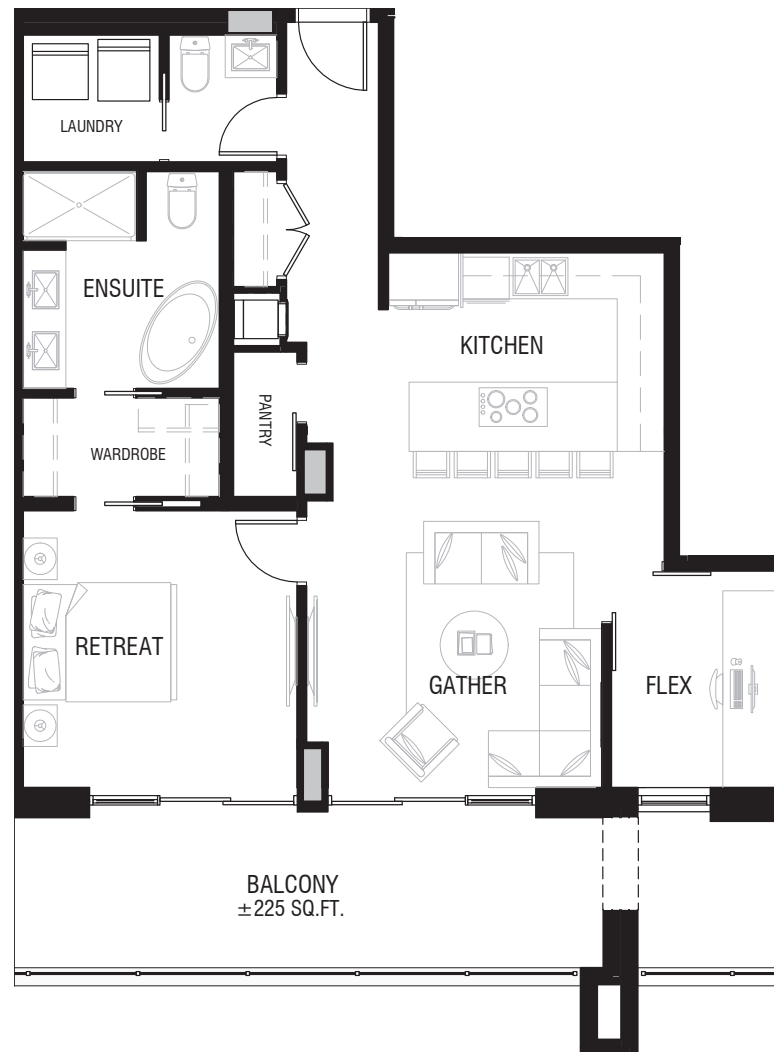 LAUNDRY
ENSUITE
KITCHEN
PANTRY
WARDROBE
RETREAT
GATHER
FLEX
BALCONY
±225 SQ.FT.